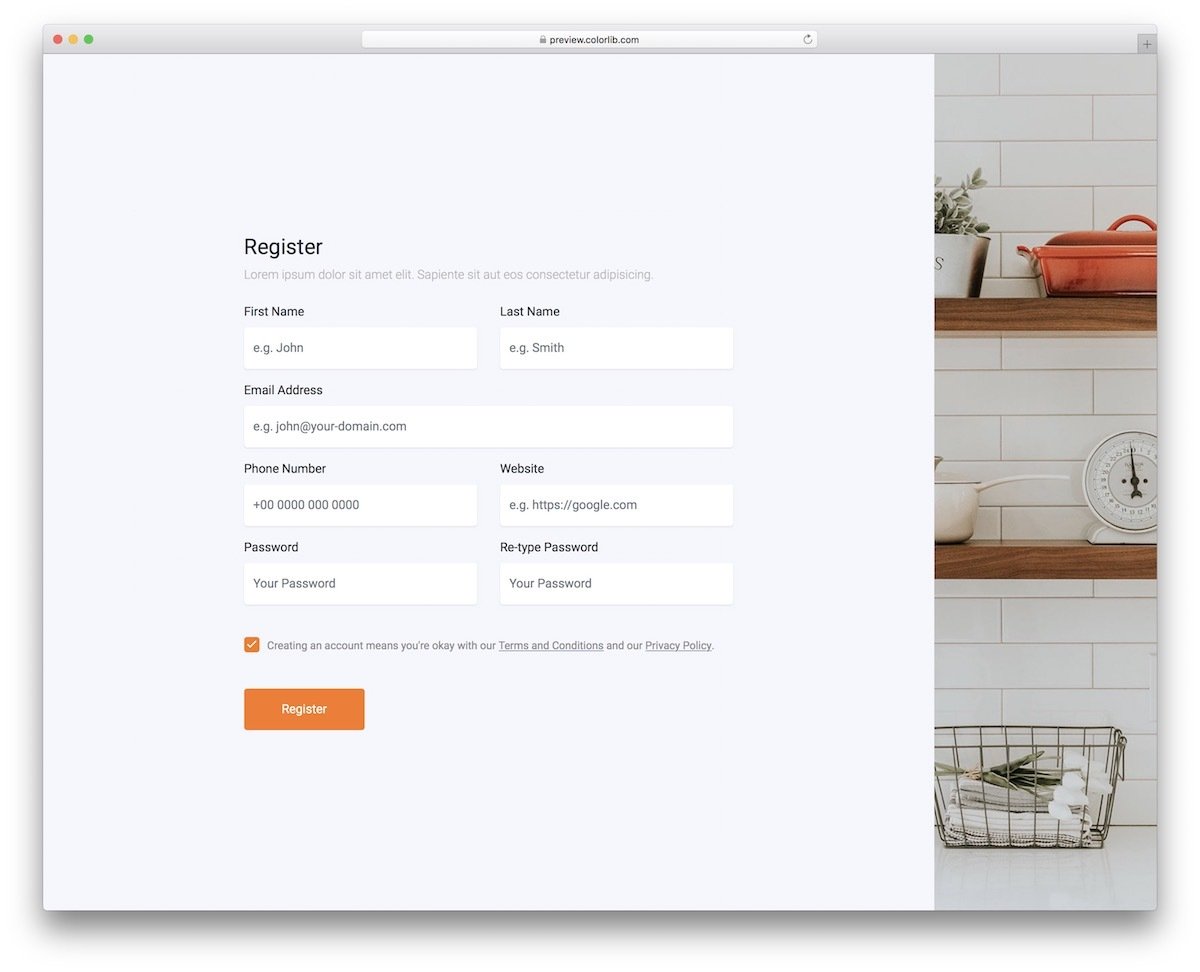 preview.colorlib.com
Register
Lorem ipsum dolor sit amet elit. Sapiente sit aut eos consectetur adipisicing.
First Name
Last Name
e.g. John
e.g. Smith
Email Address
e.g. john@your-domain.com
Phone Number
Website
+00 0000 000 0000
e.g. https://google.com
Password
Re-type Password
Your Password
Your Password
Creating an account means you're okay with our Terms and Conditions and our Privacy Policy.
Register